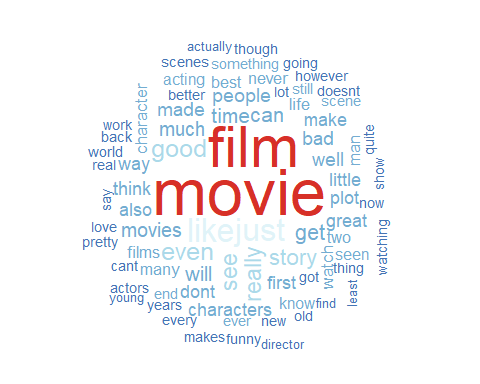 actually though
scenes something going
acting best never however
better people lot still doesnt
character made time can life scene
work much film make man quite
back good bad
world real way well
say think movie little show
also plot now
love movies like just get great two watching
pretty films even see really story watch seen
cant many will first got thing
actors end dont know find least
young years characters old
every ever new
makes funny director